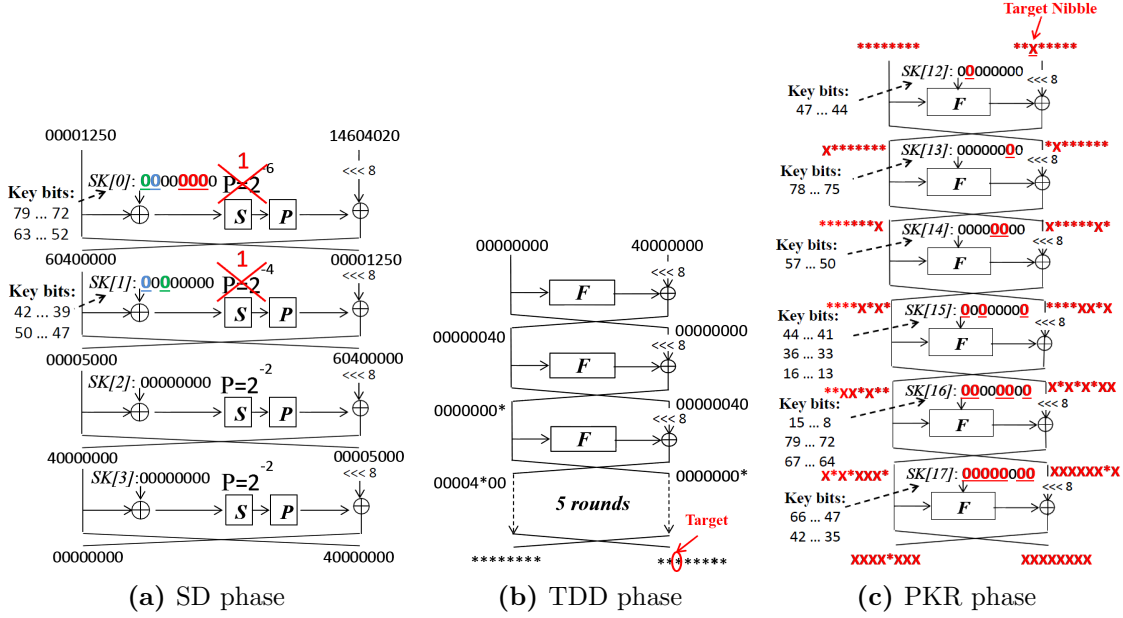 00001250
14604020
SK[0]: 00000000
1
P=2^-6
<<< 8
Key bits:
79 ... 72
63 ... 52
S
P
60400000
00001250
SK[1]: 00000000
1
P=2^-4
<<< 8
Key bits:
42 ... 39
50 ... 47
S
P
00005000
60400000
SK[2]: 00000000
P=2^-2
<<< 8
S
P
40000000
00005000
SK[3]: 00000000
P=2^-2
<<< 8
S
P
00000000
40000000
(a) SD phase
000000000
40000000
<<< 8
F
00000040
00000000
<<< 8
F
0000000*
00000040
<<< 8
F
00004*00
0000000*
5 rounds
Target
********
********
(b) TDD phase
Target Nibble
********
**X*****
SK[12]: 00000000
<<< 8
Key bits:
47 ... 44
F
X*******
*X******
SK[13]: 00000000
<<< 8
Key bits:
78 ... 75
F
*******X
X*****X*
SK[14]: 00000000
<<< 8
Key bits:
57 ... 50
F
****X*X*
****XX*X
SK[15]: 00000000
<<< 8
Key bits:
44 ... 41
36 ... 33
16 ... 13
F
**XX*X**
X*X*X*XX
SK[16]: 00000000
<<< 8
Key bits:
15 ... 8
79 ... 72
67 ... 64
F
X*X*XXX*
XXXXXX*X
SK[17]: 00000000
<<< 8
Key bits:
66 ... 47
42 ... 35
F
XXXX*XXX
XXXXXXXX
(c) PKR phase